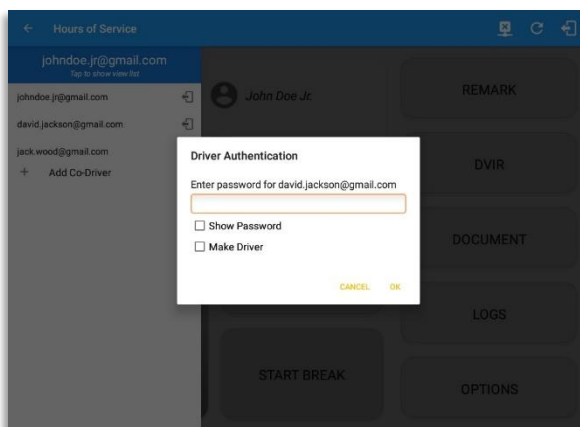 Hours of Service
johndoe.jr@gmail.com
Tap to show view list
johndoe.jr@gmail.com
david.jackson@gmail.com
jack.wood@gmail.com
+ Add Co-Driver
John Doe Jr.
Driver Authentication
Enter password for david.jackson@gmail.com
Show Password
Make Driver
CANCEL OK
REMARK
DVIR
DOCUMENT
LOGS
START BREAK
OPTIONS